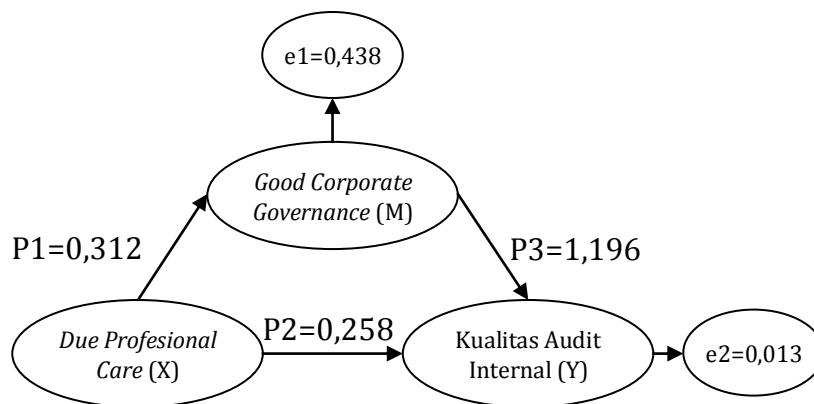 e1=0,438
Good Corporate
Governance (M)
P1=0,312
P3=1,196
Due Profesional
Care (X)
P2=0,258
Kualitas Audit
Internal (Y)
e2=0,013